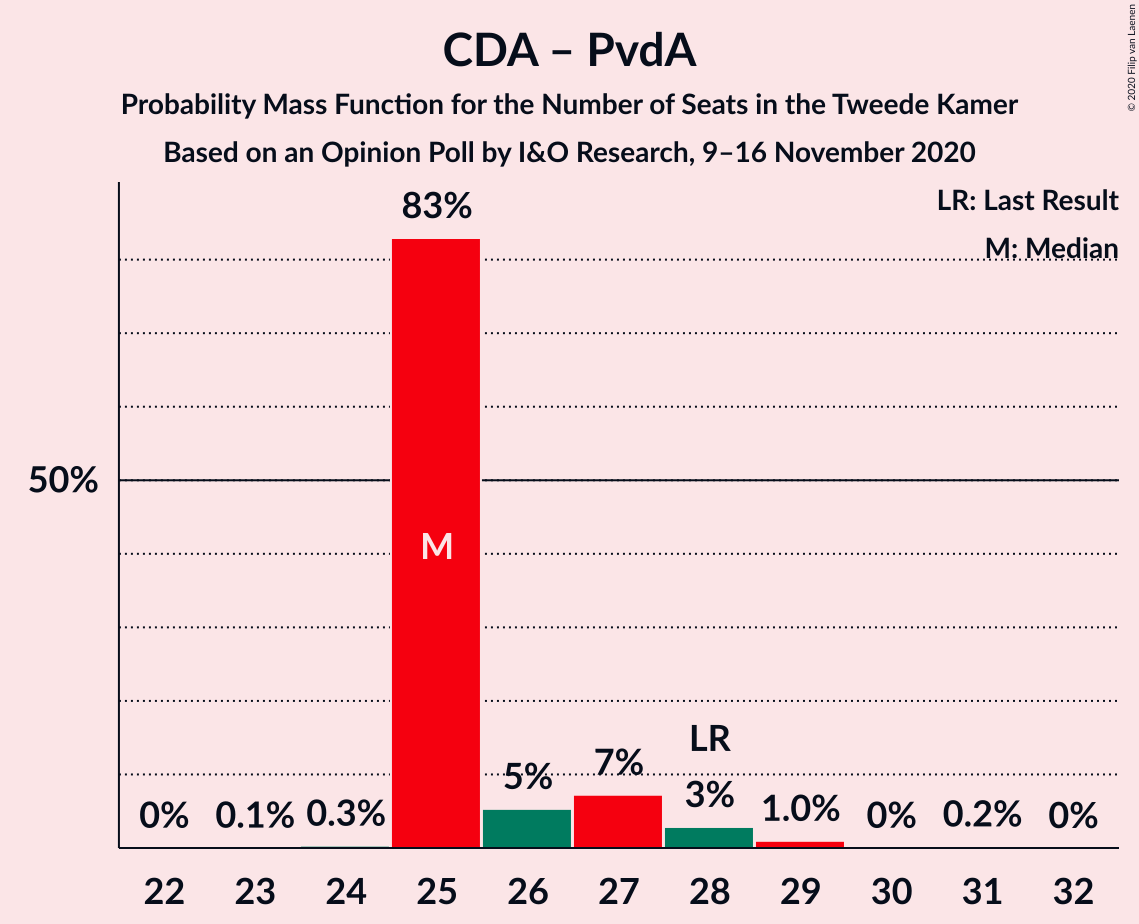 CDA – PvdA
Probability Mass Function for the Number of Seats in the Tweede Kamer
Based on an Opinion Poll by I&O Research, 9–16 November 2020
© 2020 Filip van Laenen
LR: Last Result
M: Median
83%
50%
M
LR
0%
0.1%
0.3%
5%
7%
3%
1.0%
0%
0.2%
0%
22 23 24 25 26 27 28 29 30 31 32